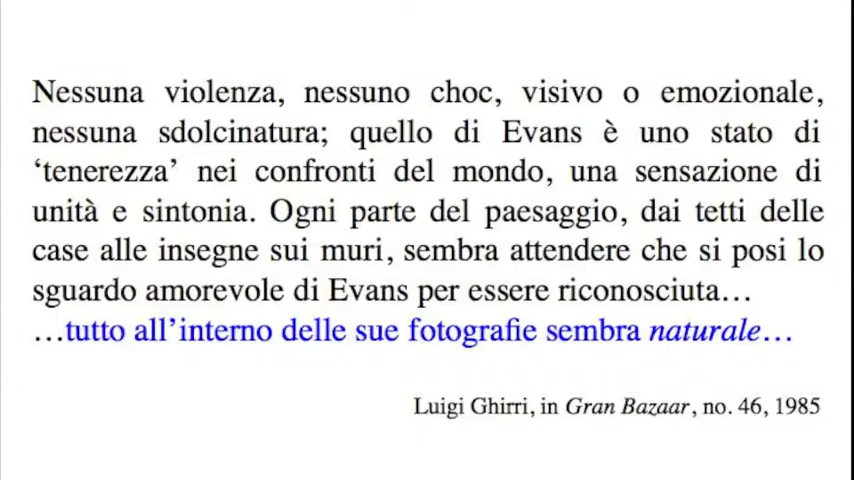 Nessuna violenza, nessuno choc, visivo o emozionale,
nessuna sdolcinatura; quello di Evans è uno stato di
‘tenerezza’ nei confronti del mondo, una sensazione di
unità e sintonia. Ogni parte del paesaggio, dai tetti delle
case alle insegne sui muri, sembra attendere che si posi lo
sguardo amorevole di Evans per essere riconosciuta…
…tutto all’interno delle sue fotografie sembra naturale…
Luigi Ghirri, in Gran Bazaar, no. 46, 1985